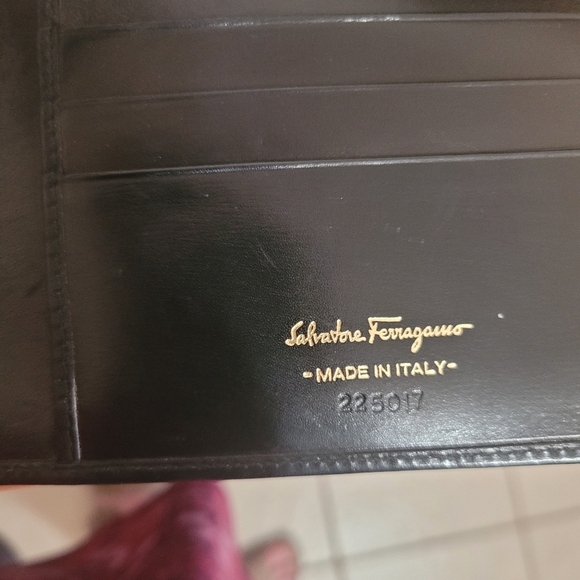 Salvatore Ferragamo
-MADE IN ITALY-
225017